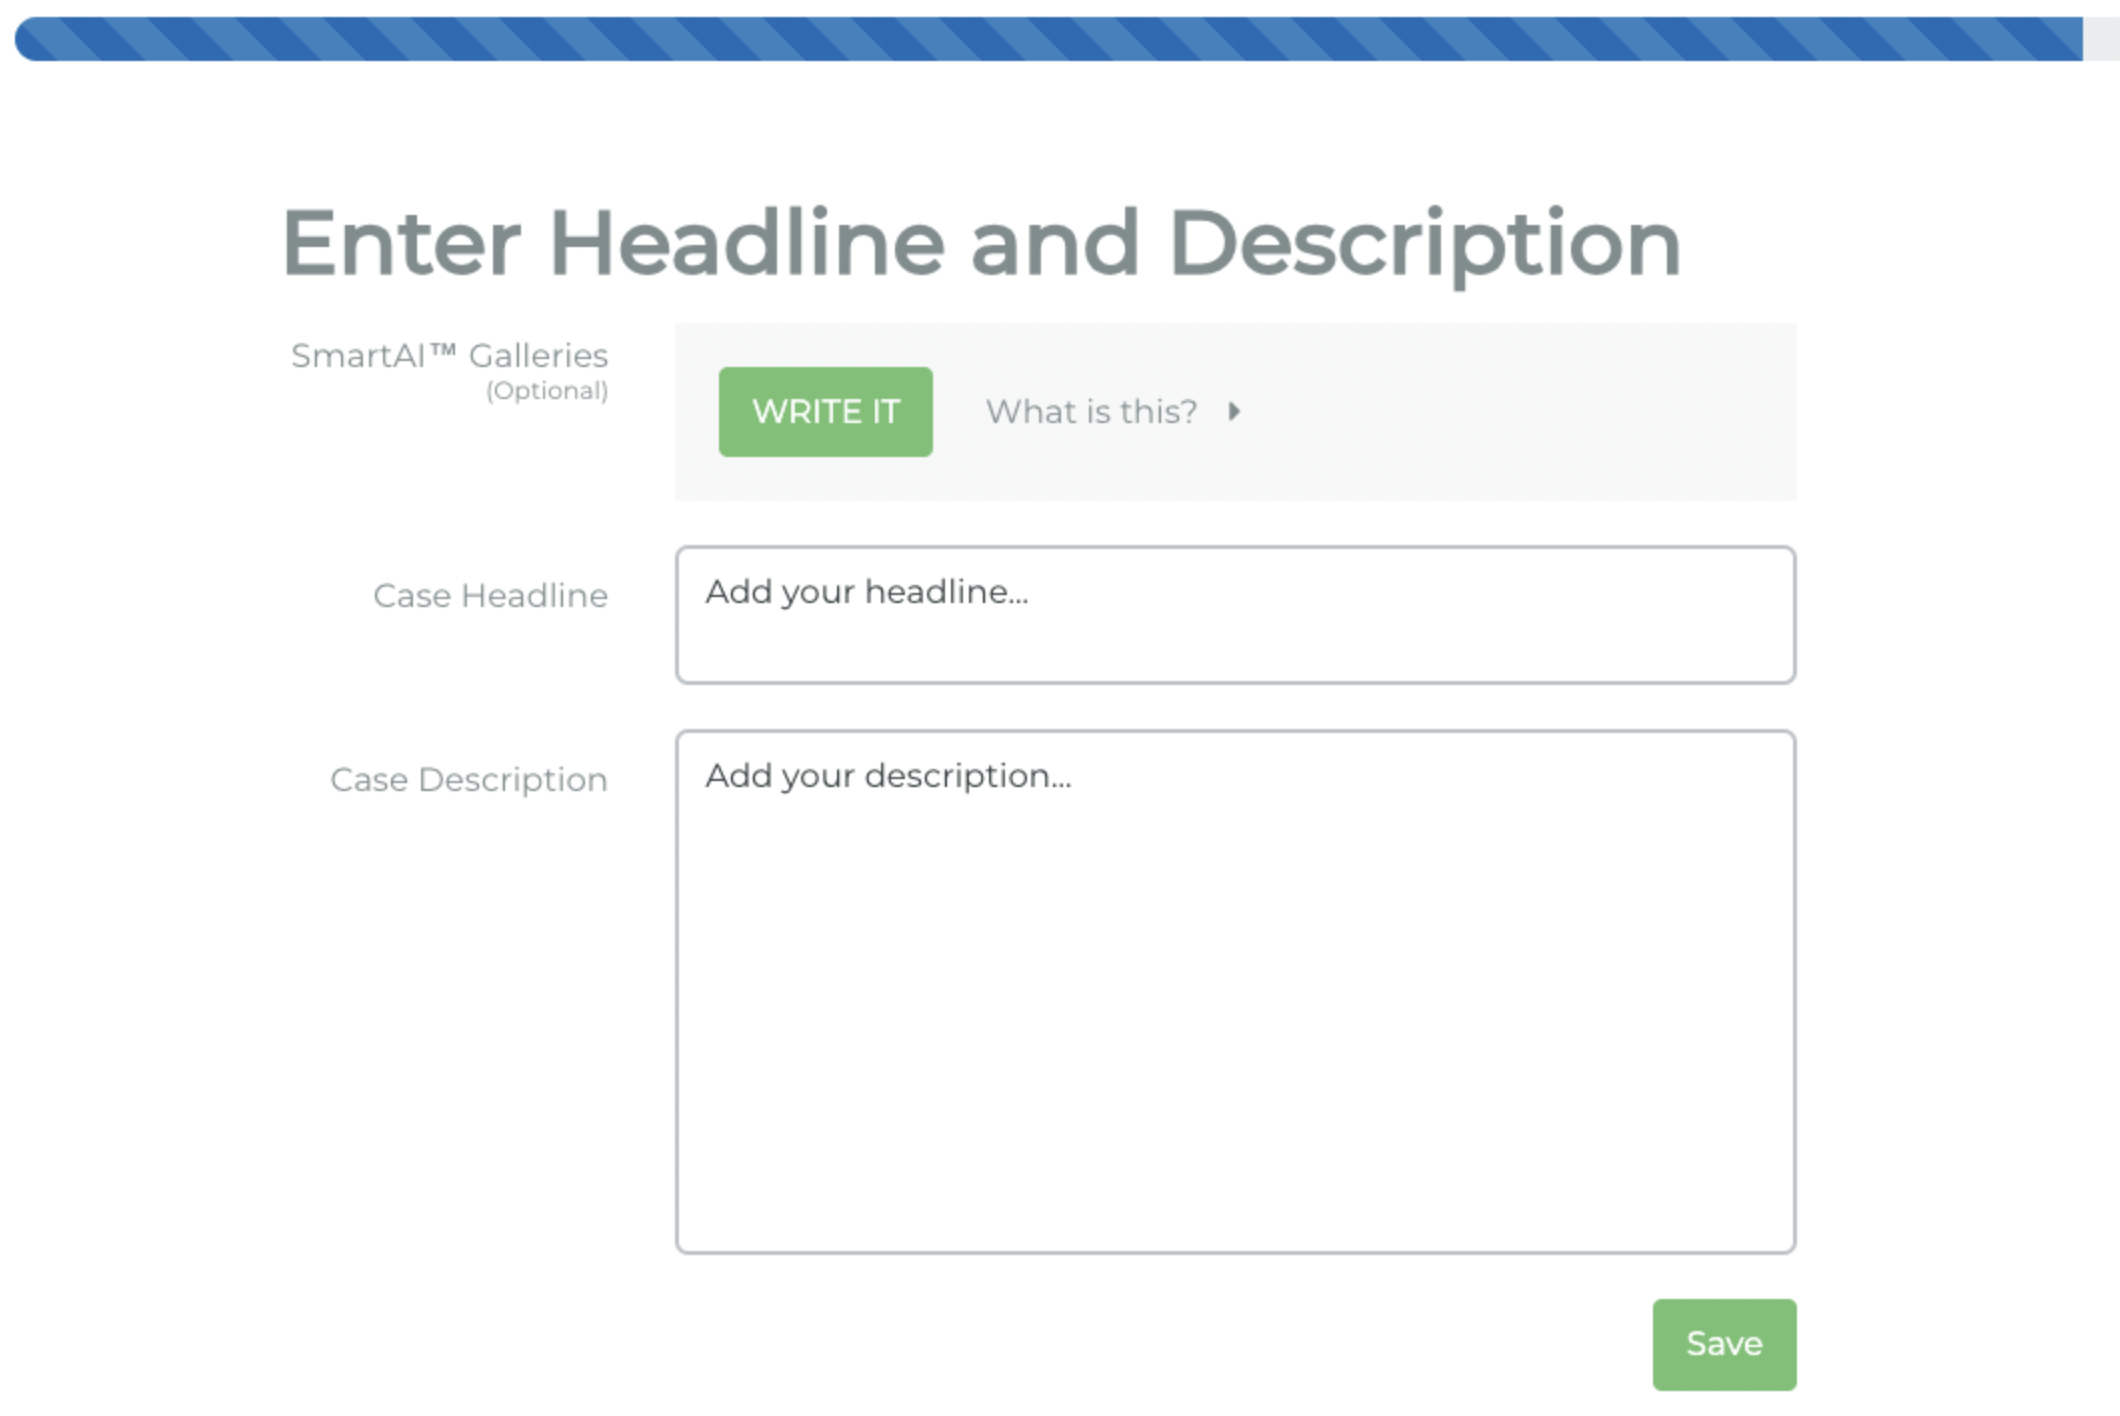 Enter Headline and Description
SmartAI™ Galleries
(Optional)
WRITE IT
What is this?
Case Headline
Add your headline...
Case Description
Add your description...
Save